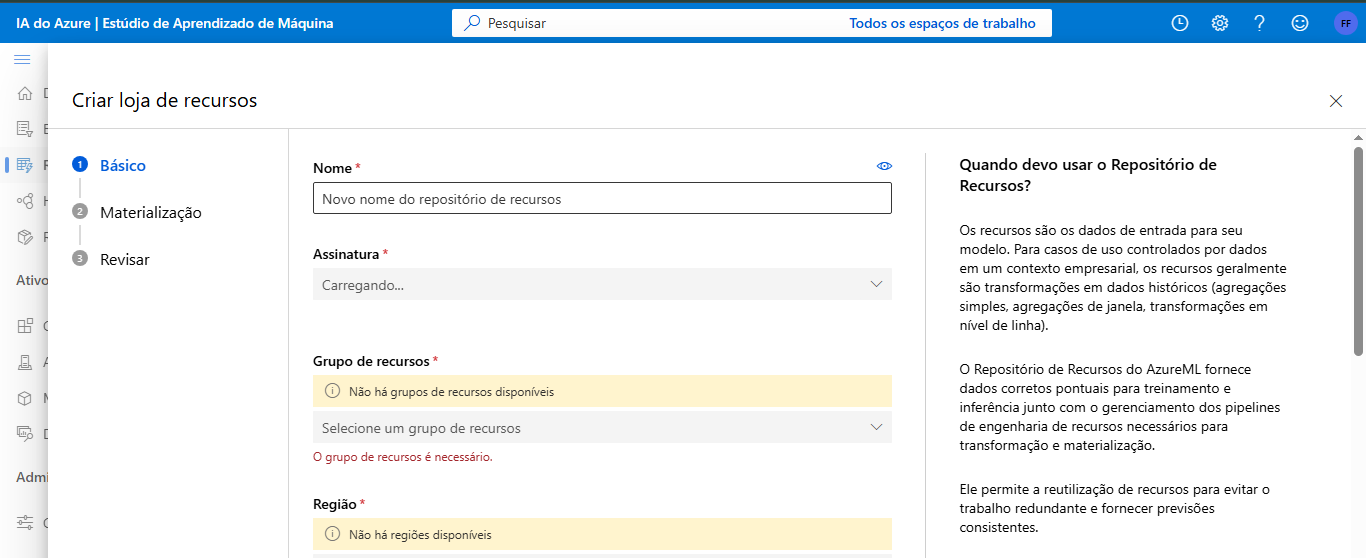 IA do Azure | Estúdio de Aprendizado de Máquina
Pesquisar
Todos os espaços de trabalho
FF
Criar loja de recursos
1 Básico
2 Materialização
3 Revisar
Ativo
Admi
Nome *
Novo nome do repositório de recursos
Assinatura *
Carregando...
Grupo de recursos *
Não há grupos de recursos disponíveis
Selecione um grupo de recursos
O grupo de recursos é necessário.
Região *
Não há regiões disponíveis
Quando devo usar o Repositório de
Recursos?
Os recursos são os dados de entrada para seu
modelo. Para casos de uso controlados por dados
em um contexto empresarial, os recursos geralmente
são transformações em dados históricos (agregações
simples, agregações de janela, transformações em
nível de linha).
O Repositório de Recursos do AzureML fornece
dados corretos pontuais para treinamento e
inferência junto com o gerenciamento dos pipelines
de engenharia de recursos necessários para
transformação e materialização.
Ele permite a reutilização de recursos para evitar o
trabalho redundante e fornecer previsões
consistentes.